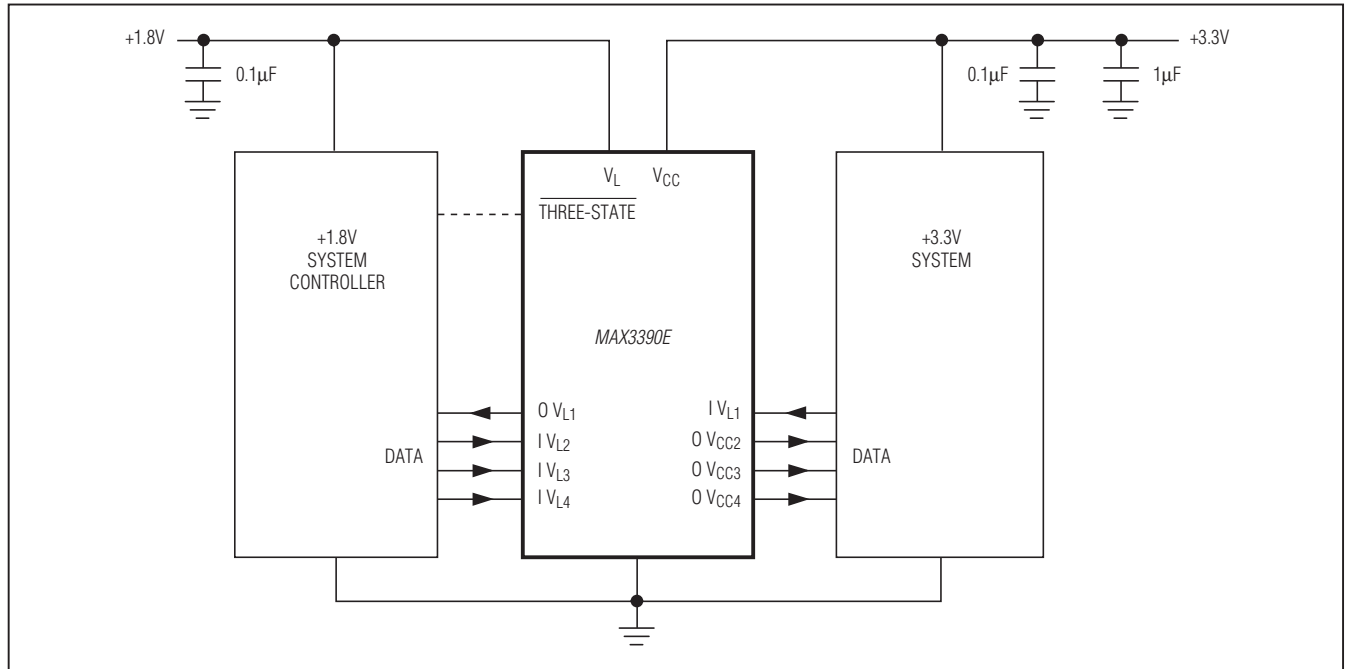 +1.8V
+3.3V
0.1µF
0.1µF
1µF
VL VCC
THREE-STATE
+1.8V
SYSTEM
CONTROLLER
+3.3V
SYSTEM
MAX3390E
O VL1
I VL1
I VL2
O VCC2
DATA
I VL3
O VCC3
DATA
I VL4
O VCC4